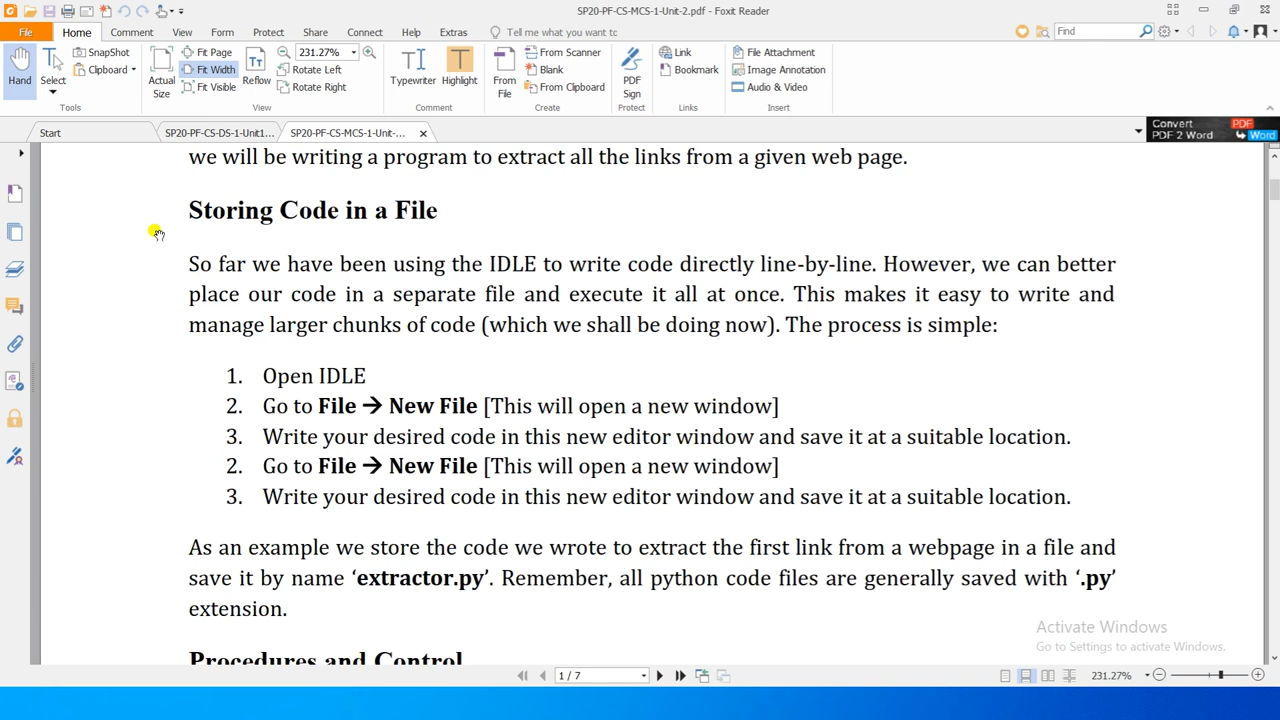 SP20-PF-CS-MCS-1-Unit-2.pdf - Foxit Reader
File Home Comment View Form Protect Share Connect Help Extras Tell me what you want to do Find
Hand
Select
SnapShot
Clipboard
Tools
Actual Size
Fit Page
Fit Width
Fit Visible
Reflow
231.27%
Rotate Left
Rotate Right
View
Typewriter
Highlight
Comment
From File
From Scanner
Blank
From Clipboard
Create
PDF Sign
Protect
Link
Bookmark
Links
File Attachment
Image Annotation
Audio & Video
Insert
Start SP20-PF-CS-DS-1-Unit1... SP20-PF-CS-MCS-1-Unit-...
Convert PDF
PDF 2 Word Word
we will be writing a program to extract all the links from a given web page.
Storing Code in a File
So far we have been using the IDLE to write code directly line-by-line. However, we can better
place our code in a separate file and execute it all at once. This makes it easy to write and
manage larger chunks of code (which we shall be doing now). The process is simple:
1. Open IDLE
2. Go to File → New File [This will open a new window]
3. Write your desired code in this new editor window and save it at a suitable location.
2. Go to File → New File [This will open a new window]
3. Write your desired code in this new editor window and save it at a suitable location.
As an example we store the code we wrote to extract the first link from a webpage in a file and
save it by name ‘extractor.py’. Remember, all python code files are generally saved with ‘.py’
extension.
Procedures and Control
Activate Windows
Go to Settings to activate Windows.
1 / 7
231.27%